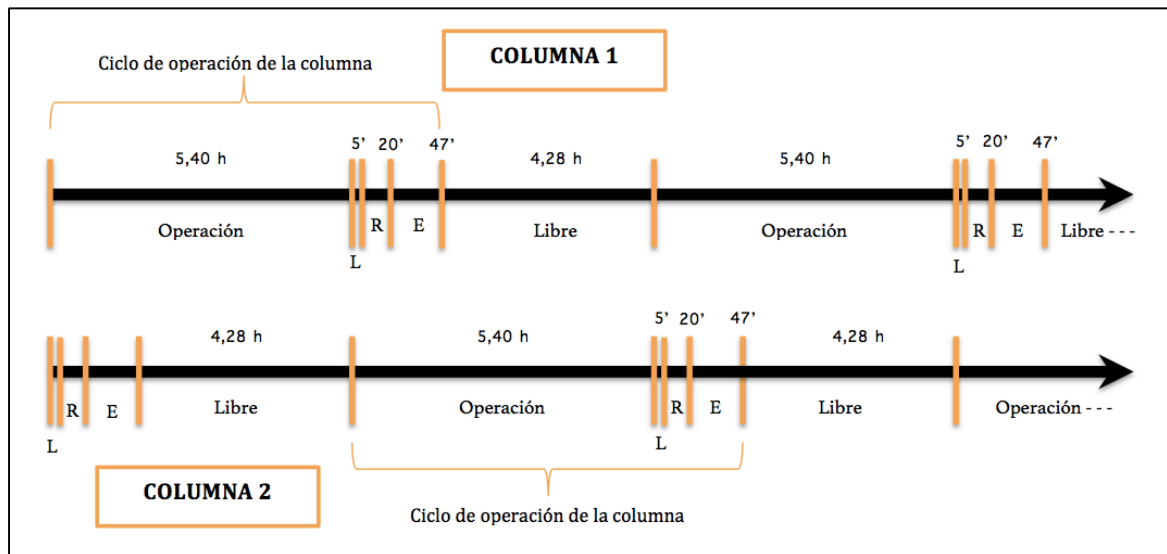 COLUMNA 1
Ciclo de operación de la columna
5,40 h 5' 20' 47' 4,28 h 5,40 h 5' 20' 47'
Operación R E Libre Operación R E Libre - - -
L L
4,28 h 5,40 h 5' 20' 47' 4,28 h
R E Libre Operación R E Libre Operación - - -
L L
COLUMNA 2
Ciclo de operación de la columna